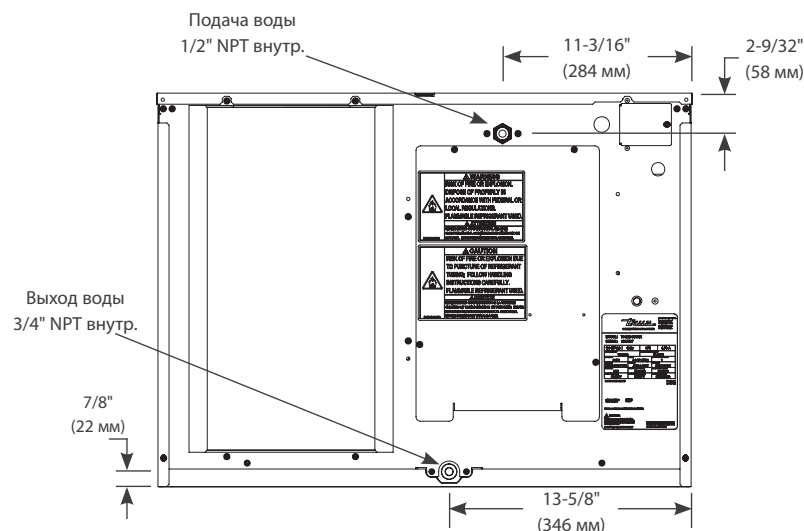 Подача воды
1/2" NPT внутр.
11-3/16"
(284 мм)
2-9/32"
(58 мм)
WARNING
RISK OF FIRE OR EXPLOSION.
DISPOSE OF PROPERLY IN
ACCORDANCE WITH FEDERAL OR
LOCAL REGULATIONS.
FLAMMABLE REFRIGERANT USED.
CAUTION
RISK OF FIRE OR EXPLOSION DUE
TO PUNCTURE OF REFRIGERANT
TUBING; FOLLOW HANDLING
INSTRUCTIONS CAREFULLY.
FLAMMABLE REFRIGERANT USED.
Выход воды
3/4" NPT внутр.
7/8"
(22 мм)
13-5/8"
(346 мм)